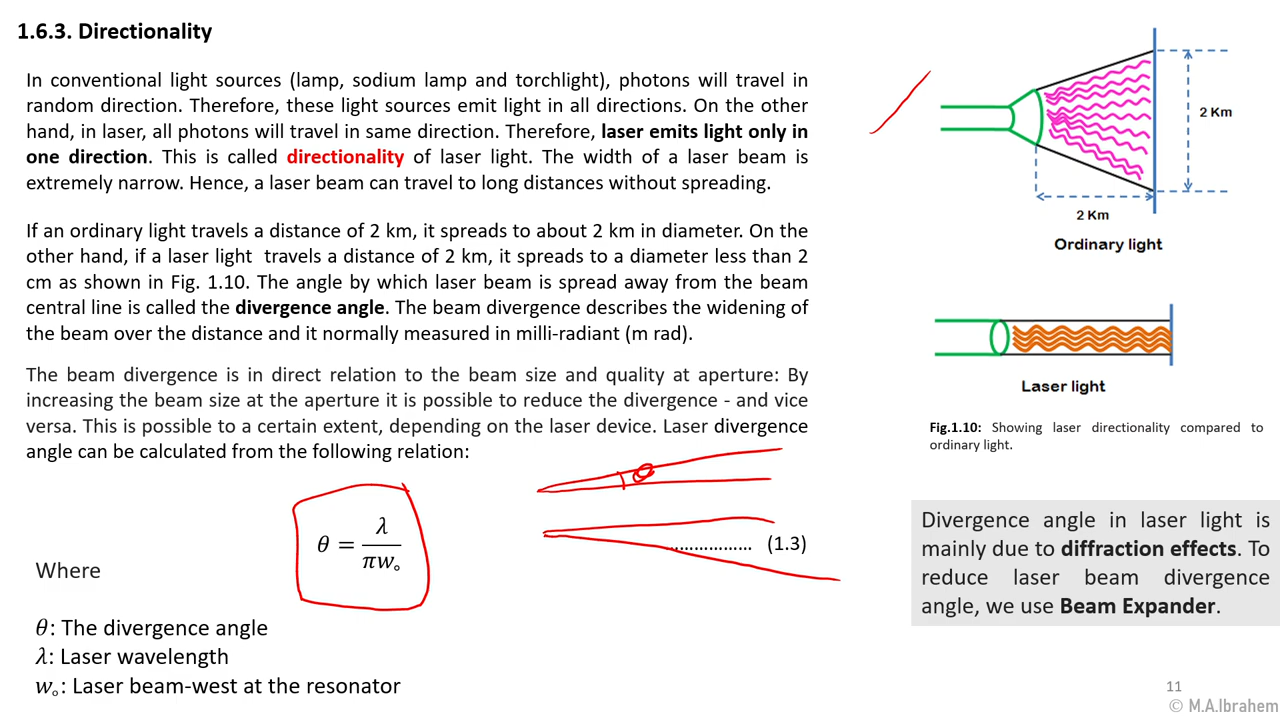 1.6.3. Directionality
In conventional light sources (lamp, sodium lamp and torchlight), photons will travel in
random direction. Therefore, these light sources emit light in all directions. On the other
hand, in laser, all photons will travel in same direction. Therefore, laser emits light only in
one direction. This is called directionality of laser light. The width of a laser beam is
extremely narrow. Hence, a laser beam can travel to long distances without spreading.
If an ordinary light travels a distance of 2 km, it spreads to about 2 km in diameter. On the
other hand, if a laser light travels a distance of 2 km, it spreads to a diameter less than 2
cm as shown in Fig. 1.10. The angle by which laser beam is spread away from the beam
central line is called the divergence angle. The beam divergence describes the widening of
the beam over the distance and it normally measured in milli-radiant (m rad).
The beam divergence is in direct relation to the beam size and quality at aperture: By
increasing the beam size at the aperture it is possible to reduce the divergence - and vice
versa. This is possible to a certain extent, depending on the laser device. Laser divergence
angle can be calculated from the following relation:
θ
θ = λ / πw∘ ................ (1.3)
Where
θ: The divergence angle
λ: Laser wavelength
w∘: Laser beam-west at the resonator
2 Km
2 Km
Ordinary light
Laser light
Fig.1.10: Showing laser directionality compared to
ordinary light.
Divergence angle in laser light is
mainly due to diffraction effects. To
reduce laser beam divergence
angle, we use Beam Expander.
11
© M.A.Ibrahem